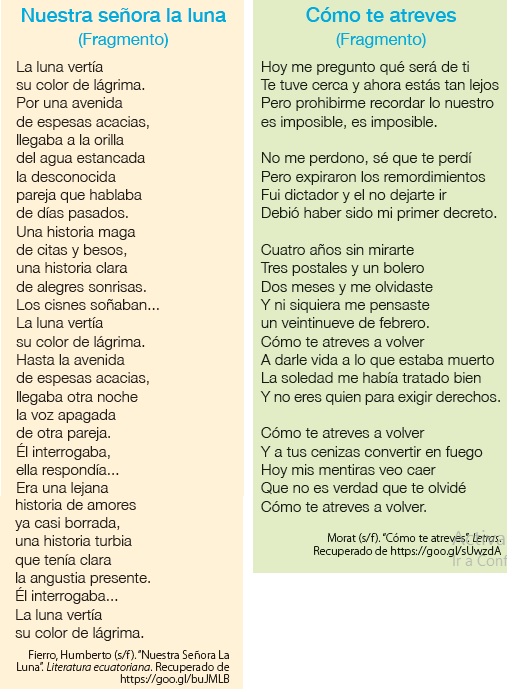 Nuestra señora la luna
(Fragmento)
La luna vertía
su color de lágrima.
Por una avenida
de espesas acacias,
llegaba a la orilla
del agua estancada
la desconocida
pareja que hablaba
de días pasados.
Una historia maga
de citas y besos,
una historia clara
de alegres sonrisas.
Los cisnes soñaban...
La luna vertía
su color de lágrima.
Hasta la avenida
de espesas acacias,
llegaba otra noche
la voz apagada
de otra pareja.
Él interrogaba,
ella respondía...
Era una lejana
historia de amores
ya casi borrada,
una historia turbia
que tenía clara
la angustia presente.
Él interrogaba...
La luna vertía
su color de lágrima.
Fierro, Humberto (s/f). "Nuestra Señora La
Luna". Literatura ecuatoriana. Recuperado de
https://goo.gl/buJMLB
Cómo te atreves
(Fragmento)
Hoy me pregunto qué será de ti
Te tuve cerca y ahora estás tan lejos
Pero prohibirme recordar lo nuestro
es imposible, es imposible.
No me perdono, sé que te perdí
Pero expiraron los remordimientos
Fui dictador y el no dejarte ir
Debió haber sido mi primer decreto.
Cuatro años sin mirarte
Tres postales y un bolero
Dos meses y me olvidaste
Y ni siquiera me pensaste
un veintinueve de febrero.
Cómo te atreves a volver
A darle vida a lo que estaba muerto
La soledad me había tratado bien
Y no eres quien para exigir derechos.
Cómo te atreves a volver
Y a tus cenizas convertir en fuego
Hoy mis mentiras veo caer
Que no es verdad que te olvidé
Cómo te atreves a volver.
Morat (s/f). "Cómo te atreves". Letras.
Recuperado de https://goo.gl/sUwzdA
Activa
Ir a Conf